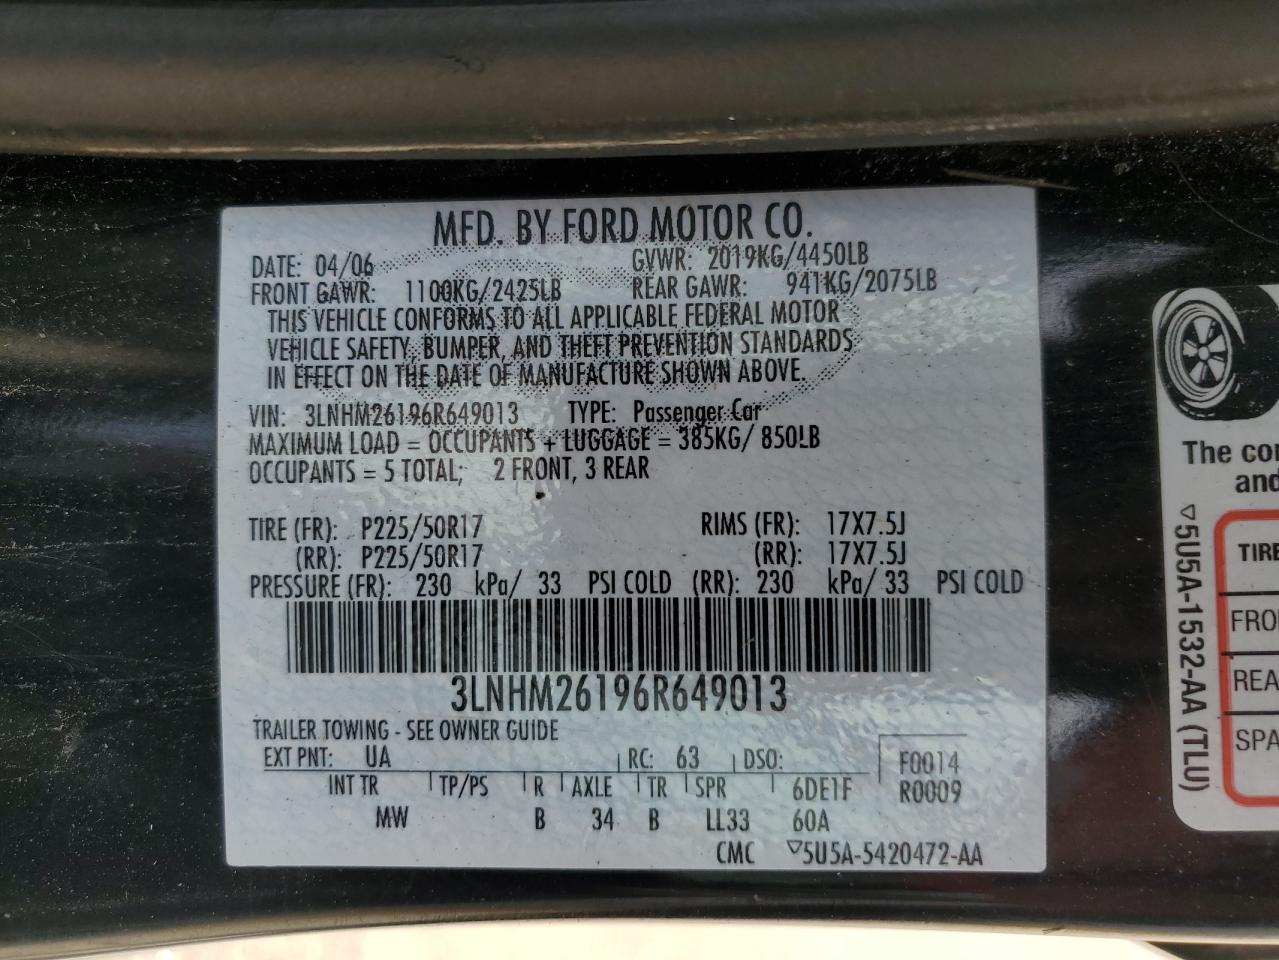 MFD. BY FORD MOTOR CO.
DATE: 04/06 GVWR: 2019KG/4450LB
FRONT GAWR: 1100KG/2425LB REAR GAWR: 941KG/2075LB
THIS VEHICLE CONFORMS TO ALL APPLICABLE FEDERAL MOTOR
VEHICLE SAFETY, BUMPER, AND THEFT PREVENTION STANDARDS
IN EFFECT ON THE DATE OF MANUFACTURE SHOWN ABOVE.
VIN: 3LNHM26196R649013 TYPE: Passenger Car
MAXIMUM LOAD = OCCUPANTS + LUGGAGE = 385KG/ 850LB
OCCUPANTS = 5 TOTAL; 2 FRONT, 3 REAR
TIRE (FR): P225/50R17 RIMS (FR): 17X7.5J
(RR): P225/50R17 (RR): 17X7.5J
PRESSURE (FR): 230 kPa/ 33 PSI COLD (RR): 230 kPa/ 33 PSI COLD
3LNHM26196R649013
TRAILER TOWING - SEE OWNER GUIDE
EXT PNT: UA RC: 63 DSO: F0014
INT TR TP/PS R AXLE TR SPR 6DE1F R0009
MW B 34 B LL33 60A
CMC ▽5U5A-5420472-AA
The
and
▽5U5A-1532-AA (TLU)